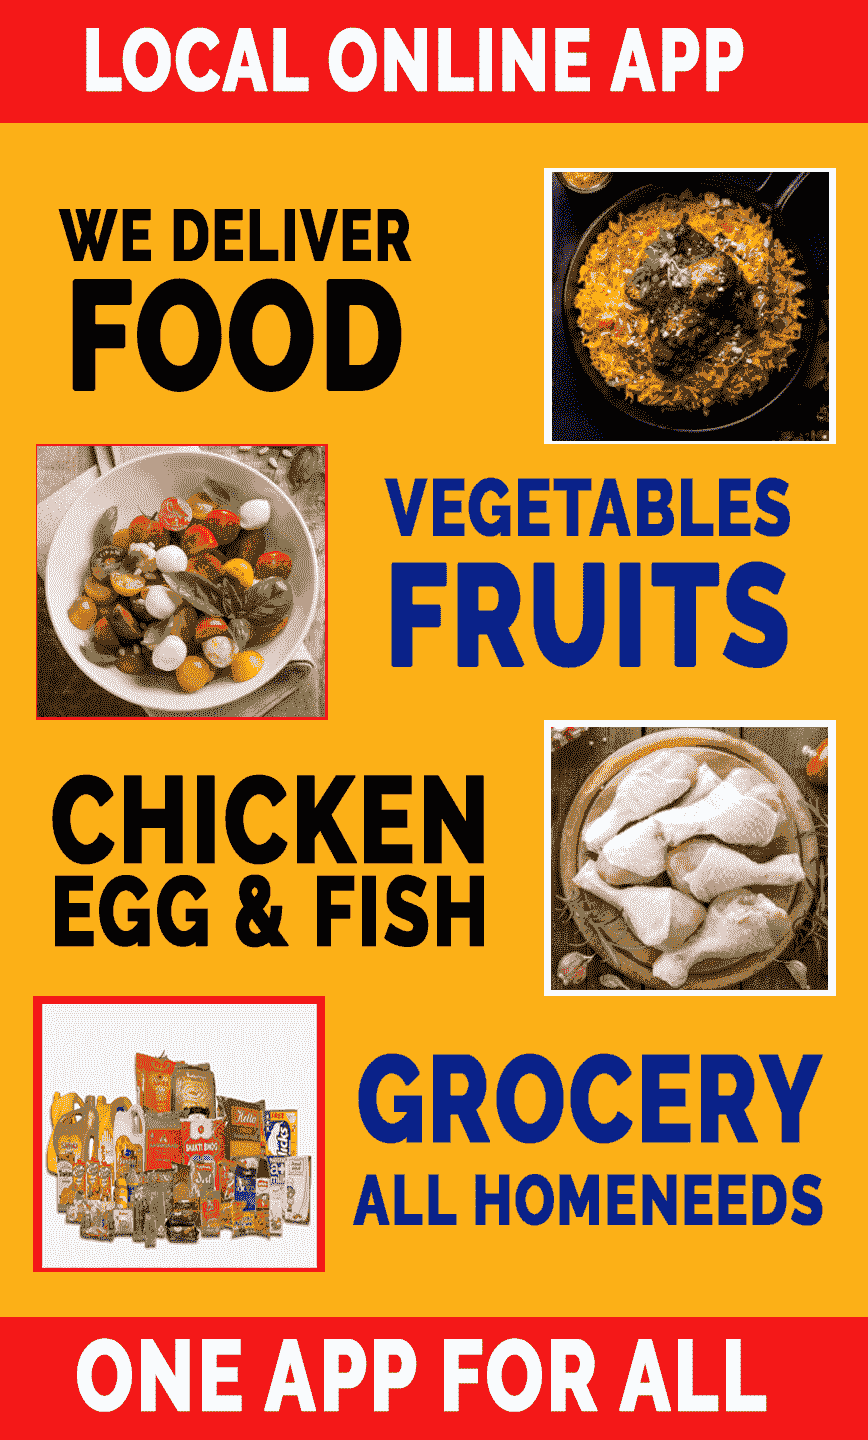 LOCAL ONLINE APP
WE DELIVER
FOOD
VEGETABLES
FRUITS
CHICKEN
EGG & FISH
GROCERY
ALL HOMENEEDS
ONE APP FOR ALL